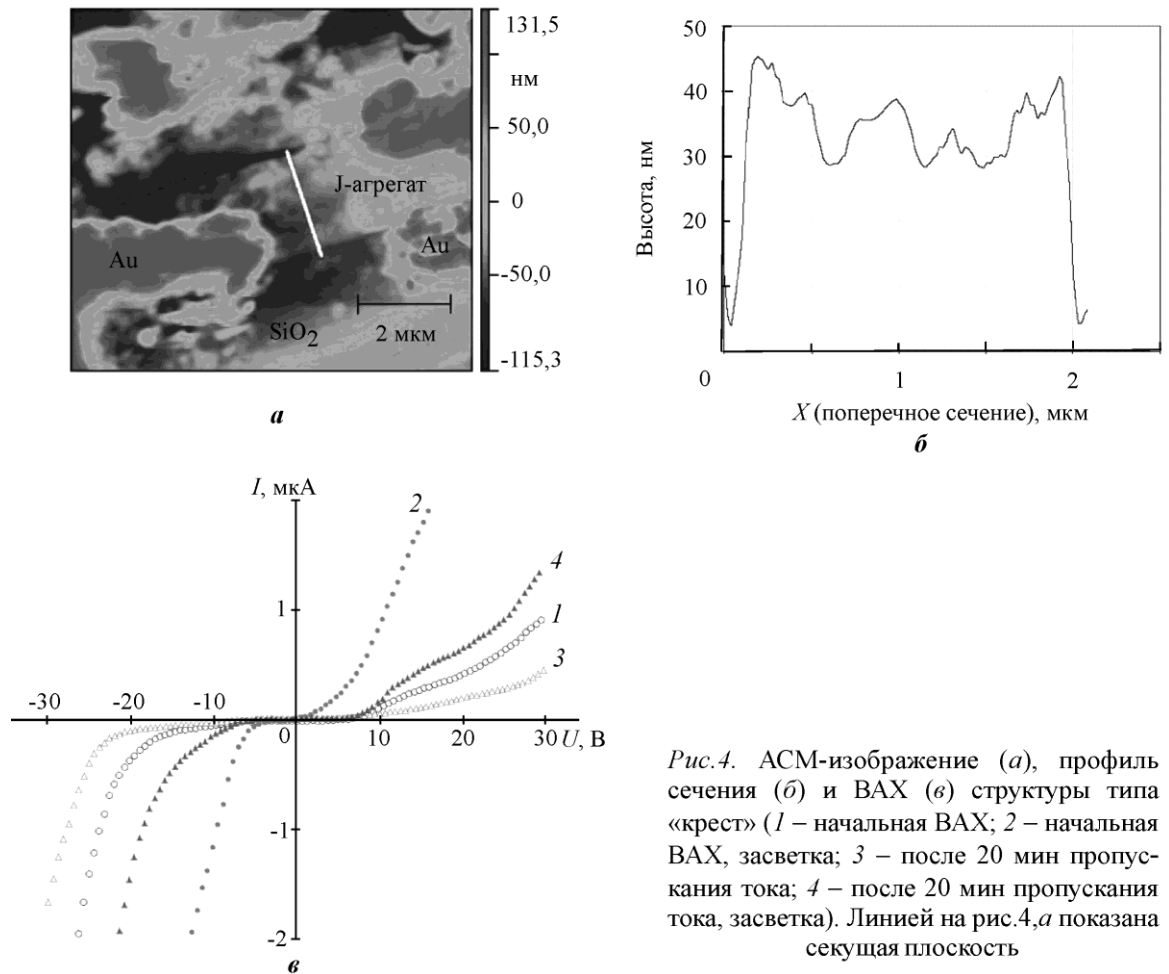 131,5
нм
50,0
0
-50,0
-115,3
J-агрегат
Au
Au
SiO2
2 мкм
а
50
40
30
20
10
0
1
2
Высота, нм
X (поперечное сечение), мкм
б
I, мкА
2
4
1
3
1
-30
-20
-10
0
10
20
30 U, В
-1
-2
в
Рис.4. АСМ-изображение (а), профиль
сечения (б) и ВАХ (в) структуры типа
«крест» (1 – начальная ВАХ; 2 – начальная
ВАХ, засветка; 3 – после 20 мин пропус-
кания тока; 4 – после 20 мин пропускания
тока, засветка). Линией на рис.4,а показана
секущая плоскость